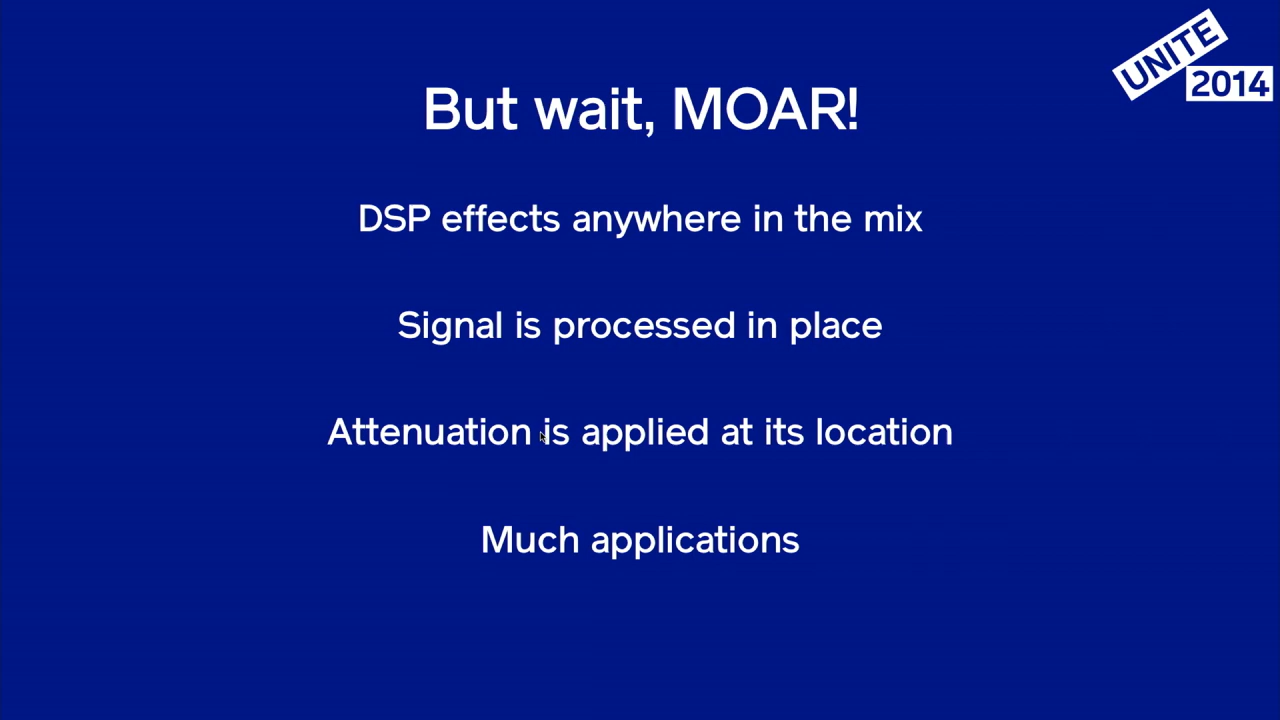 UNITE
2014
But wait, MOAR!
DSP effects anywhere in the mix
Signal is processed in place
Attenuation is applied at its location
Much applications